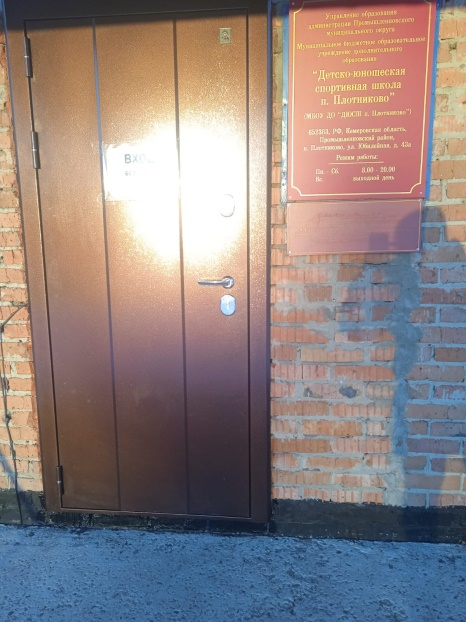 Управление образования
администрации Промышленновского
муниципального округа
Муниципальное бюджетное образовательное
учреждение дополнительного
образования
"Детско-юношеская
спортивная школа
п. Плотниково"
(МБОУ ДО "ДЮСШ п. Плотниково")
652383, РФ, Кемеровская область,
Промышленновский район,
п. Плотниково, ул. Юбилейная, д. 43а
Режим работы:
Пн. Сб. 8.00 - 20.00
Вс. выходной день